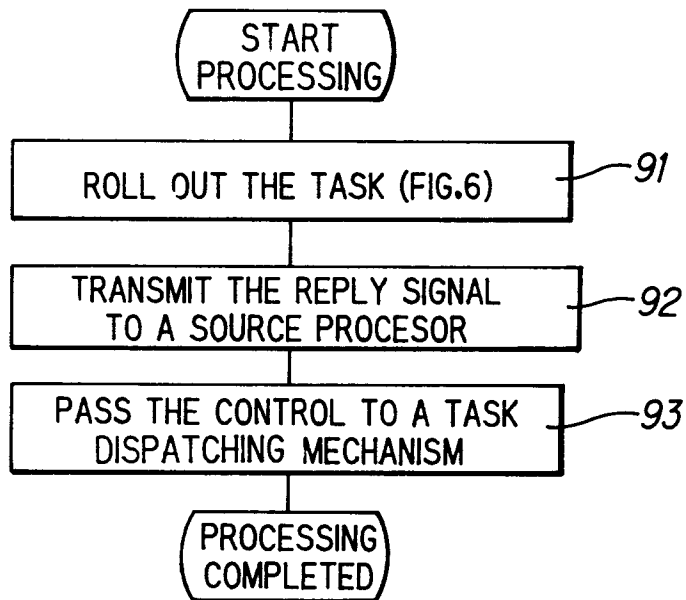 START
PROCESSING
ROLL OUT THE TASK (FIG.6)
91
TRANSMIT THE REPLY SIGNAL
TO A SOURCE PROCESOR
92
PASS THE CONTROL TO A TASK
DISPATCHING MECHANISM
93
PROCESSING
COMPLETED